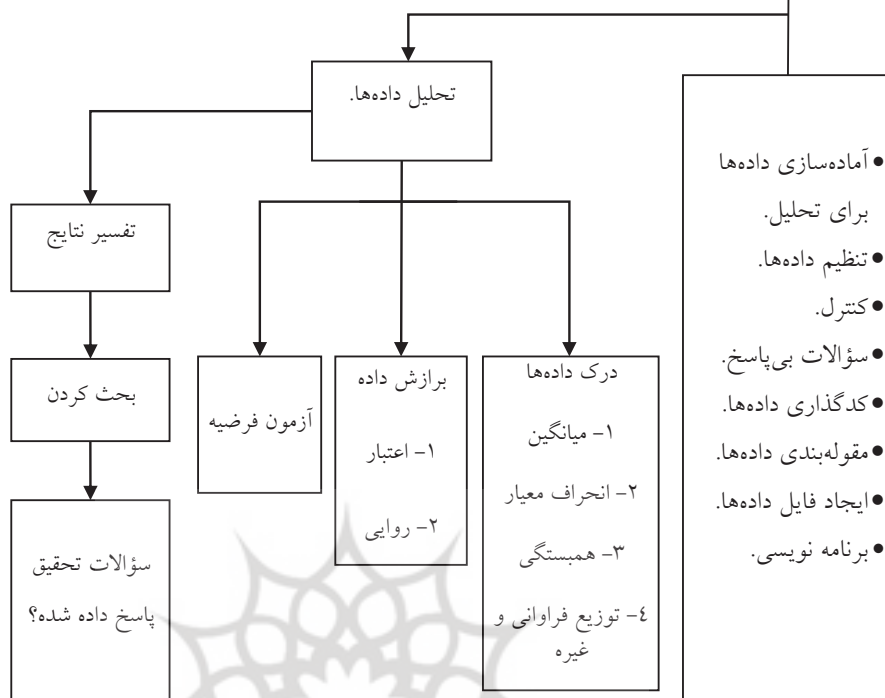 آماده‌سازی داده‌ها
برای تحلیل.
تنظیم داده‌ها.
کنترل.
سؤالات بی‌پاسخ.
کدگذاری داده‌ها.
مقوله‌بندی داده‌ها.
ایجاد فایل داده‌ها.
برنامه نویسی.
تحلیل داده‌ها.
درک داده‌ها
۱- میانگین
۲- انحراف معیار
۳- همبستگی
٤- توزیع فراوانی و
غیره
برازش داده
۱- اعتبار
۲- روایی
آزمون فرضیه
تفسیر نتایج
بحث کردن
سؤالات تحقیق
پاسخ داده شده؟